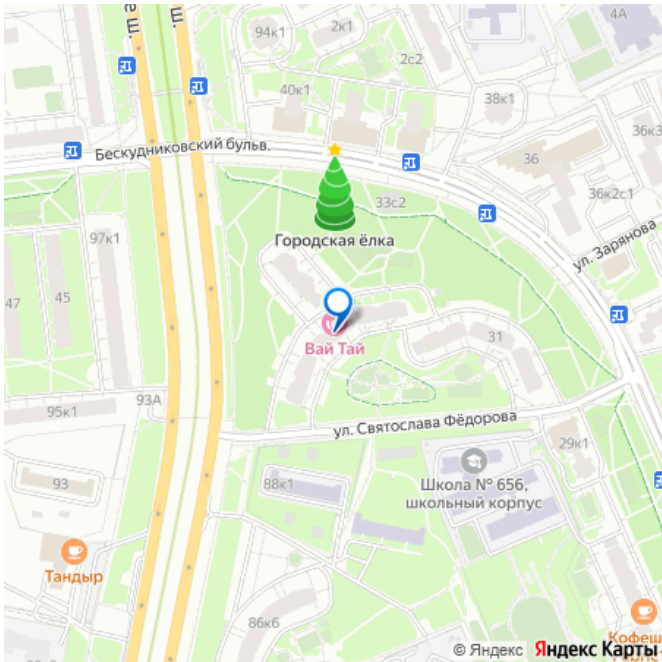 4А
94к1
2к1
2с2
40к1
38к1
36к3
Бескудниковский бульв.
36
36к2с1
33с2
ул. Зарянова
Городская ёлка
97к1
47
45
31
Вай Тай
93А
95к1
ул. Святослава Фёдорова
29к1
93
88к1
Школа № 656,
школьный корпус
Тандыр
86к6
© Яндекс Яндекс Карты